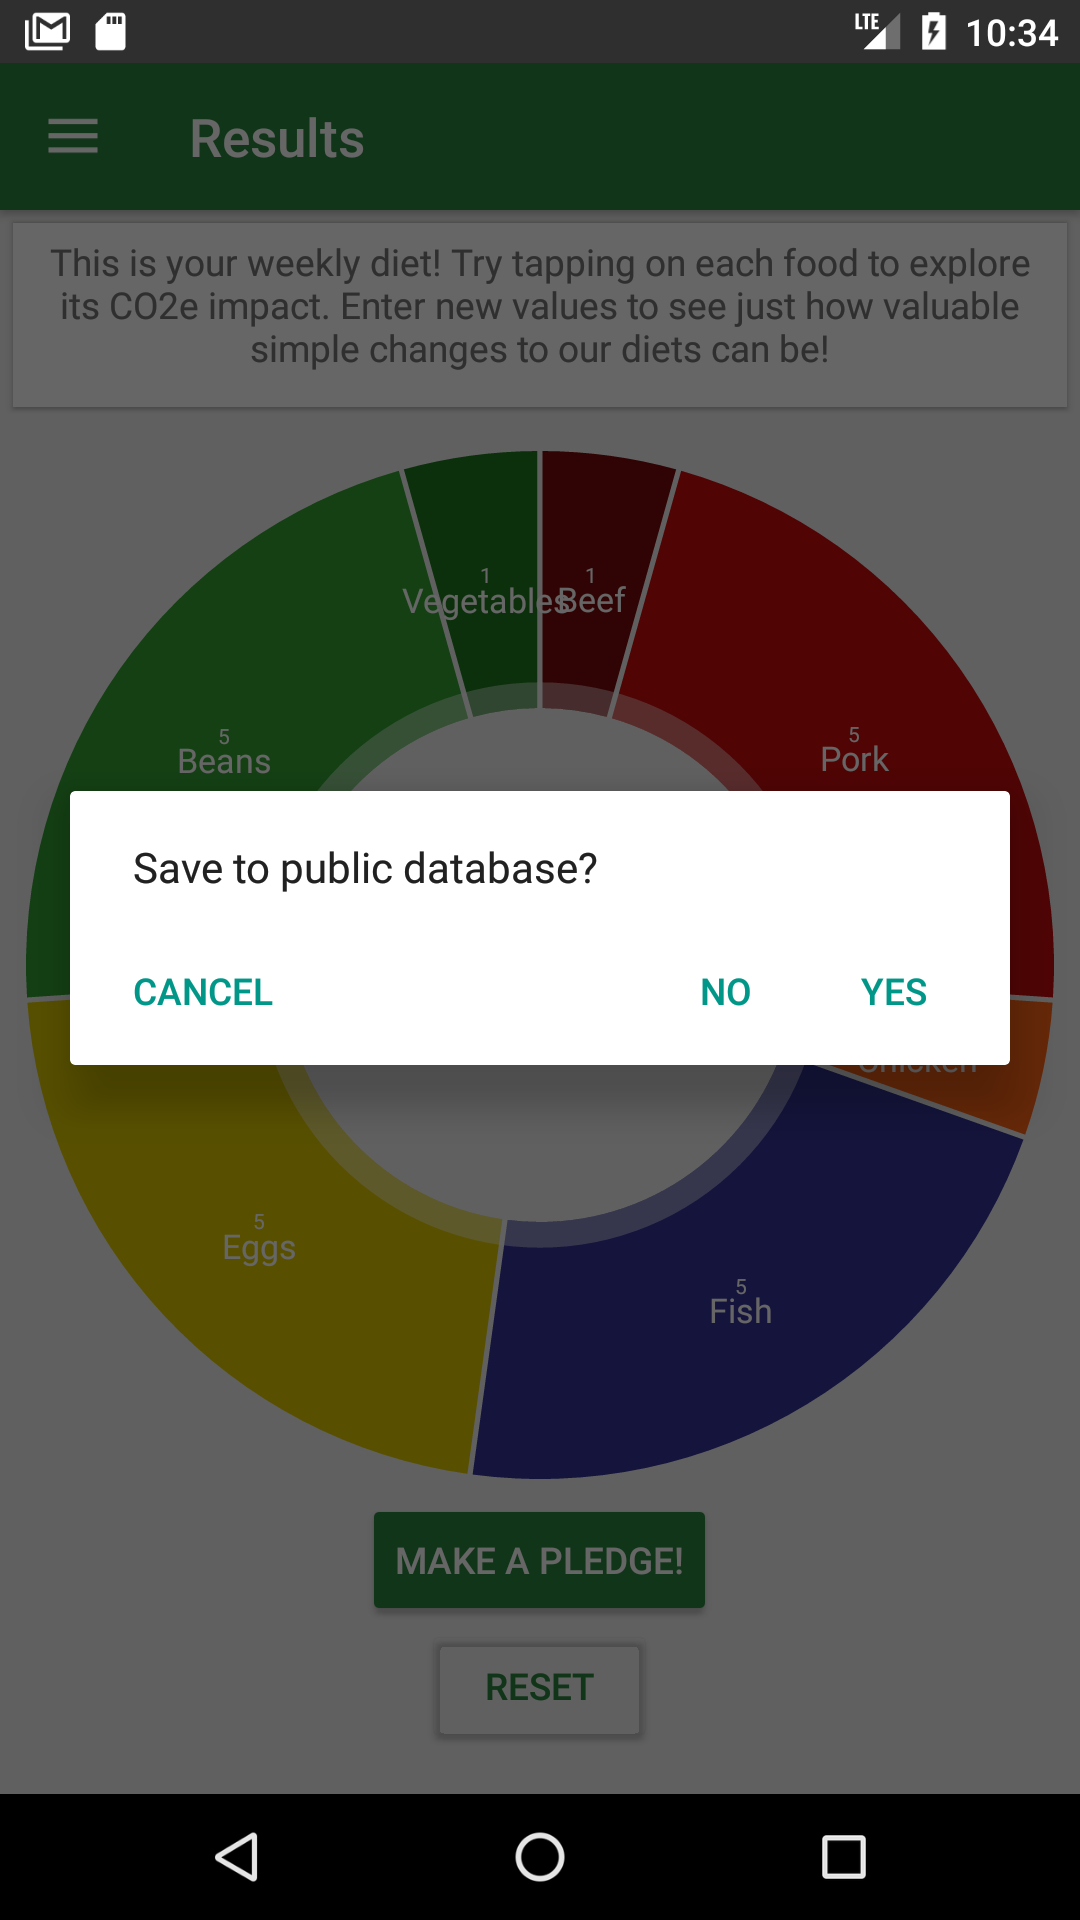 LTE 10:34
Results
This is your weekly diet! Try tapping on each food to explore
its CO2e impact. Enter new values to see just how valuable
simple changes to our diets can be!
1
Vegetables
1
Beef
5
Beans
5
Pork
Save to public database?
CANCEL NO YES
Chicken
5
Eggs
5
Fish
MAKE A PLEDGE!
RESET